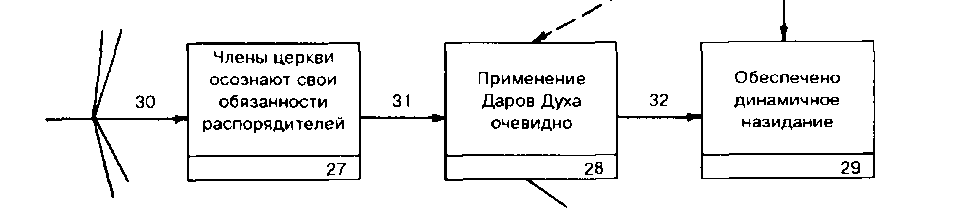 30
Члены церкви
осознают свои
обязанности
распорядителей
27
31
Применение
Даров Духа
очевидно
28
32
Обеспечено
динамичное
назидание
29